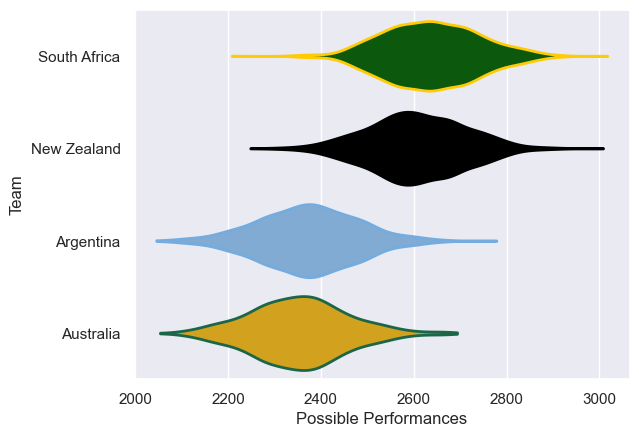 South Africa
New Zealand
Argentina
Australia
Team
2000 2200 2400 2600 2800 3000
Possible Performances